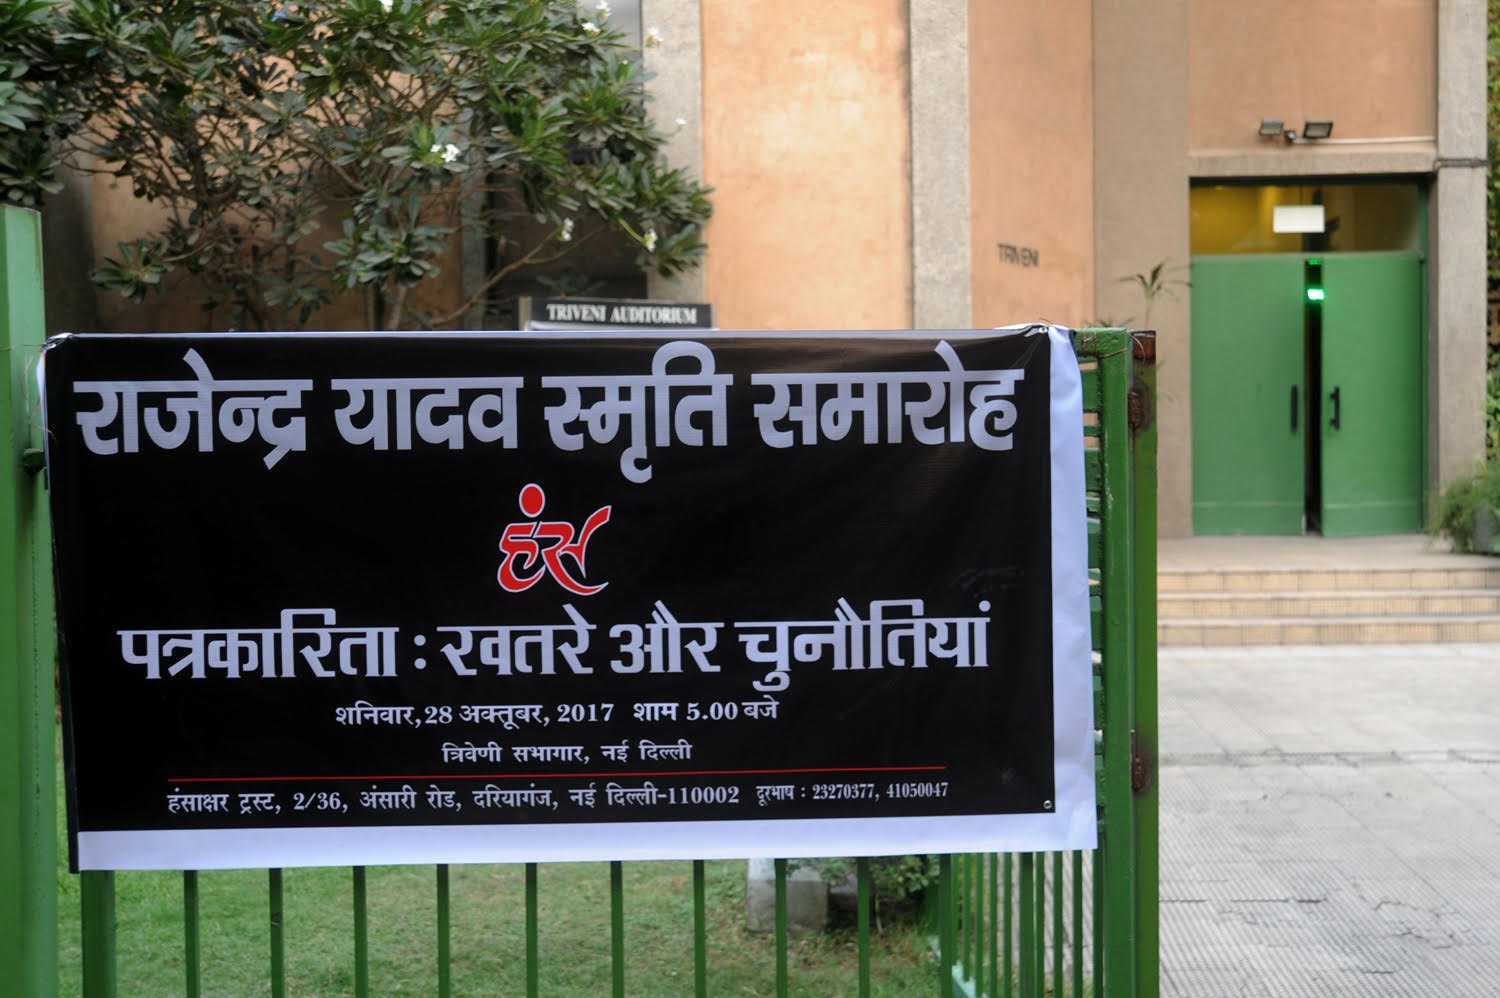 TRIVENI
TRIVENI AUDITORIUM
राजेन्द्र यादव स्मृति समारोह
हंस
पत्रकारिता : खतरे और चुनौतियां
शनिवार,28 अक्तूबर, 2017 शाम 5.00 बजे
त्रिवेणी सभागार, नई दिल्ली
हंसाक्षर ट्रस्ट, 2/36, अंसारी रोड, दरियागंज, नई दिल्ली-110002 दूरभाष : 23270377, 41050047